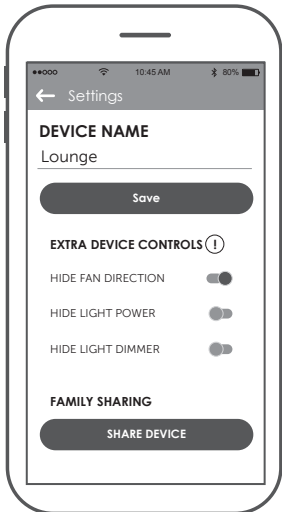 10:45 AM 80%
Settings
DEVICE NAME
Lounge
Save
EXTRA DEVICE CONTROLS !
HIDE FAN DIRECTION
HIDE LIGHT POWER
HIDE LIGHT DIMMER
FAMILY SHARING
SHARE DEVICE